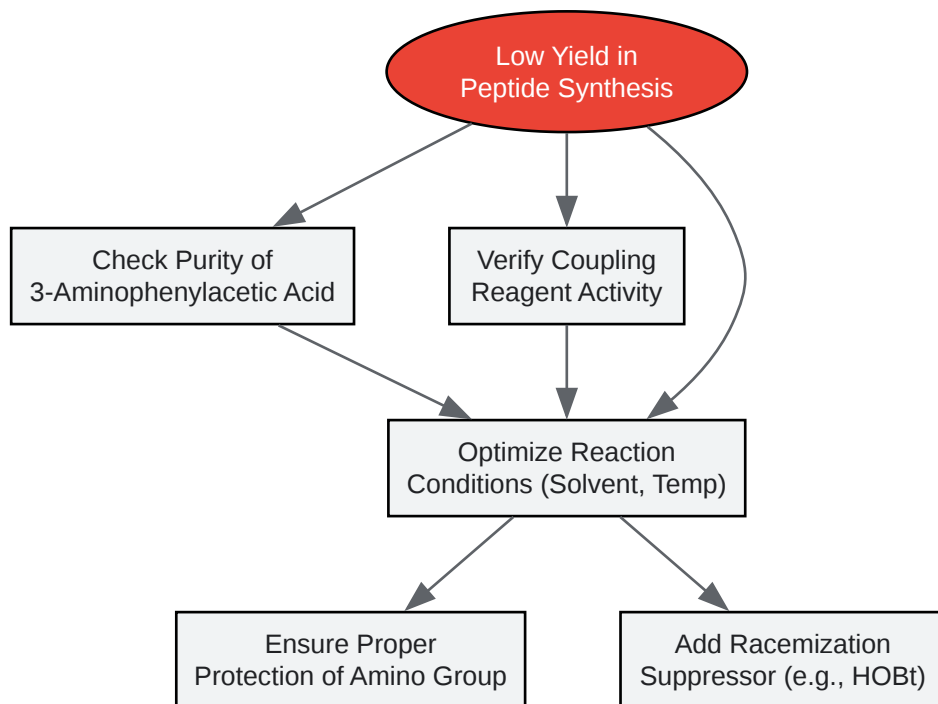 Low Yield in
Peptide Synthesis
Check Purity of
3-Aminophenylacetic Acid
Verify Coupling
Reagent Activity
Optimize Reaction
Conditions (Solvent, Temp)
Ensure Proper
Protection of Amino Group
Add Racemization
Suppressor (e.g., HOBt)